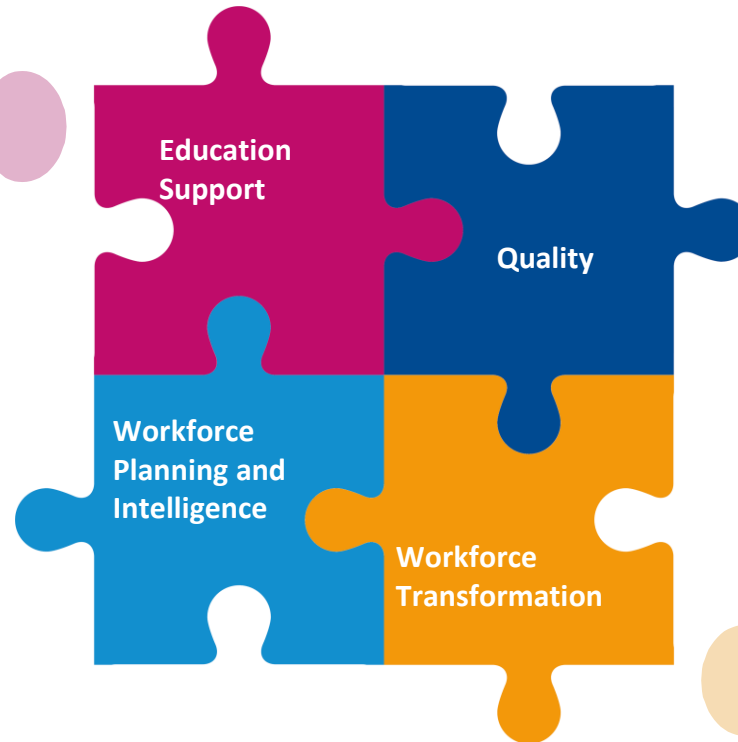 Education
Support
Quality
Workforce
Planning and
Intelligence
Workforce
Transformation